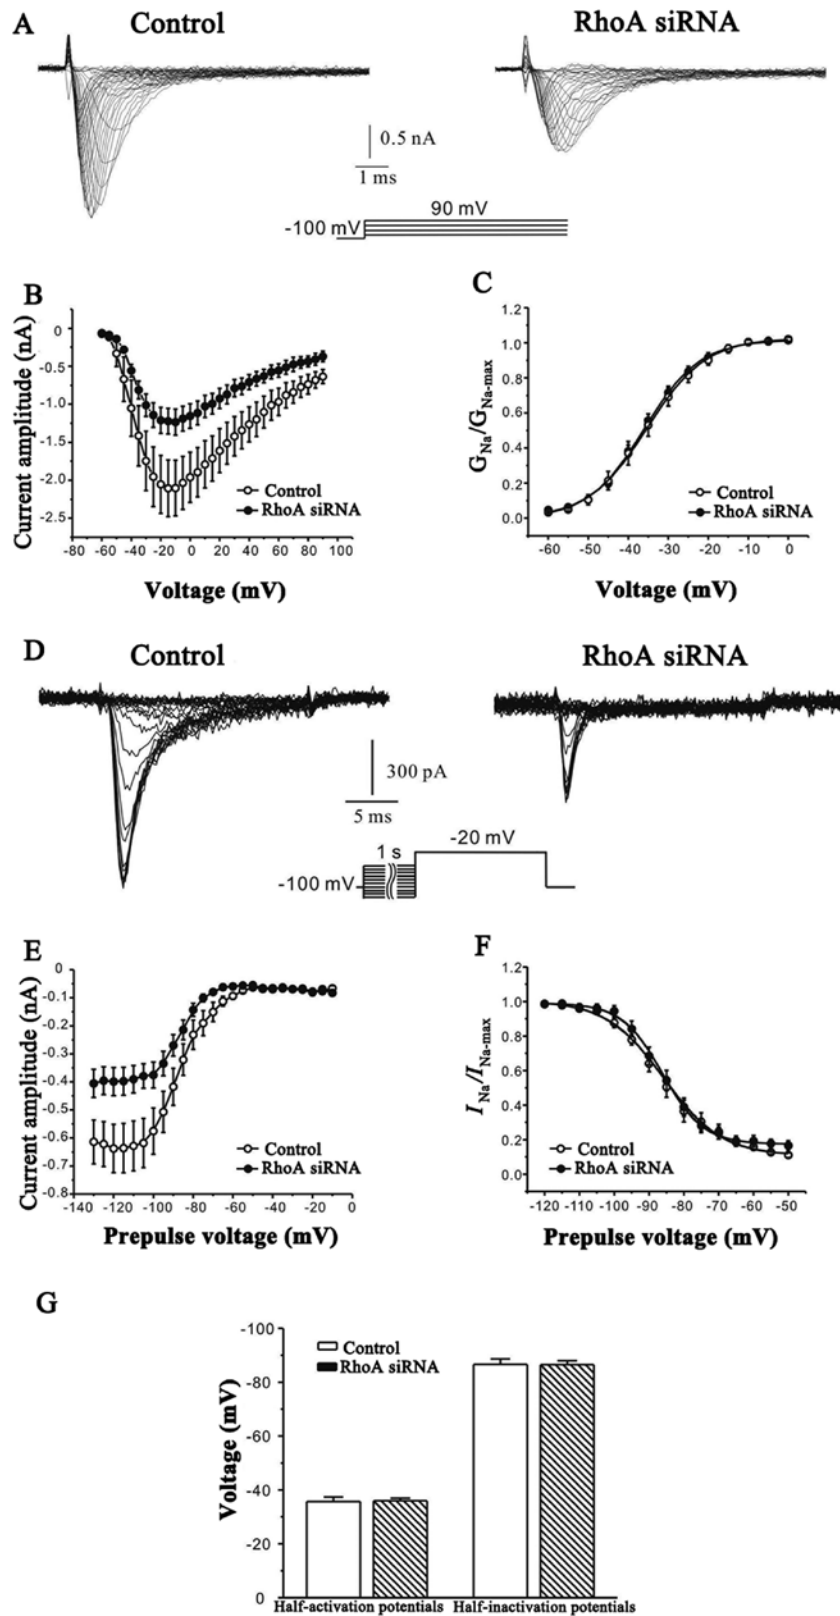 A
Control
RhoA siRNA
0.5 nA
1 ms
90 mV
-100 mV
B
Current amplitude (nA)
0
-0.5
-1.0
-1.5
-2.0
-2.5
Control
RhoA siRNA
-80 -60 -40 -20 0 20 40 60 80 100
Voltage (mV)
C
G_Na/G_Na-max
1.2
1.0
0.8
0.6
0.4
0.2
0.0
Control
RhoA siRNA
-60 -50 -40 -30 -20 -10 0
Voltage (mV)
D
Control
RhoA siRNA
300 pA
5 ms
1 s
-20 mV
-100 mV
E
Current amplitude (nA)
0
-0.1
-0.2
-0.3
-0.4
-0.5
-0.6
-0.7
-0.8
Control
RhoA siRNA
-140 -120 -100 -80 -60 -40 -20 0
Prepulse voltage (mV)
F
I_Na/I_Na-max
1.2
1.0
0.8
0.6
0.4
0.2
0.0
Control
RhoA siRNA
-120 -110 -100 -90 -80 -70 -60 -50
Prepulse voltage (mV)
G
Voltage (mV)
-100
-80
-60
-40
-20
0
Control
RhoA siRNA
Half-activation potentials Half-inactivation potentials